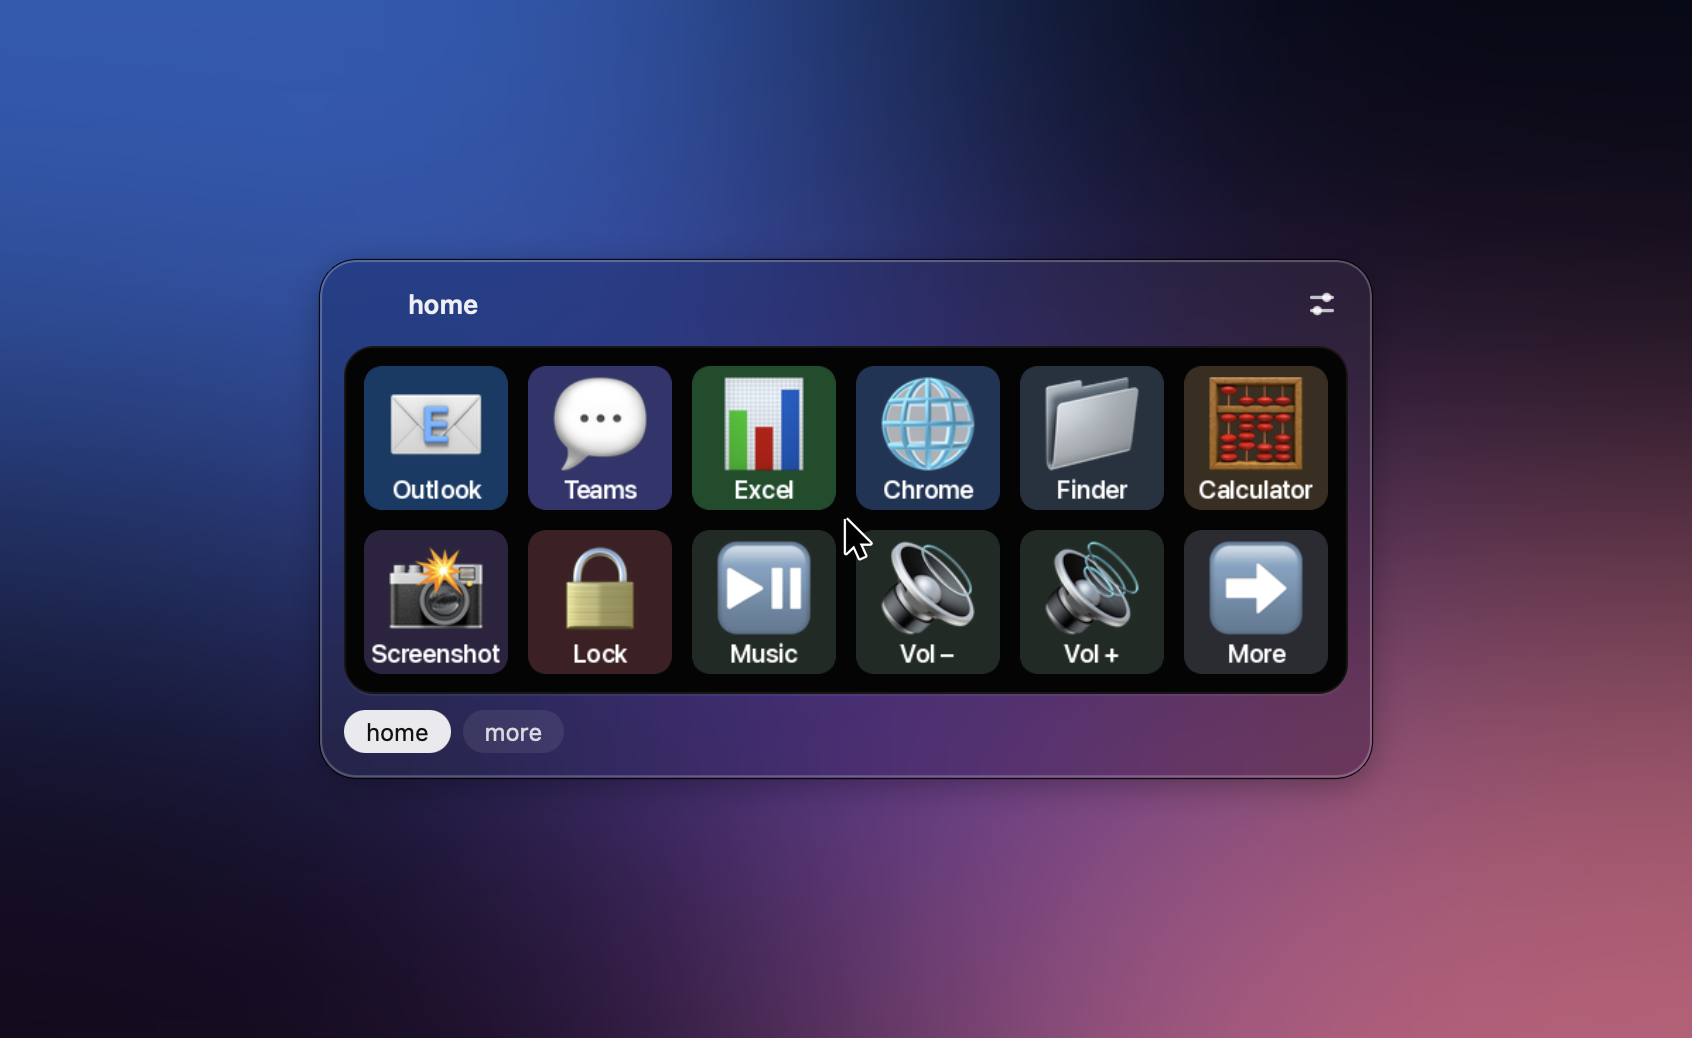 home
E
Outlook
Teams
Excel
Chrome
Finder
Calculator
Screenshot
Lock
Music
Vol –
Vol +
More
home
more